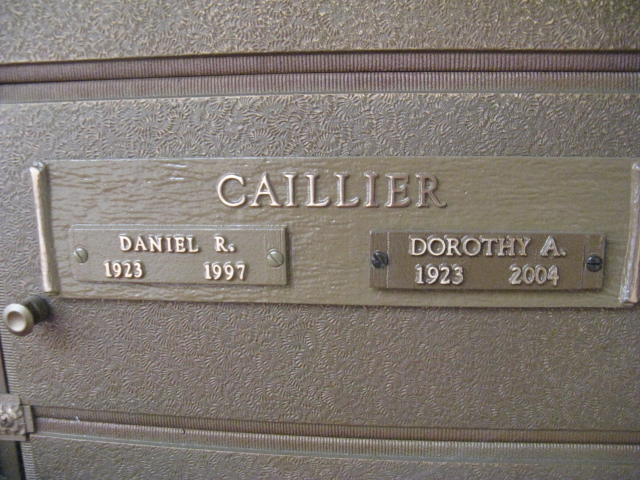 CAILLIER
DANIEL R.
1923 1997
DOROTHY A.
1923 2004